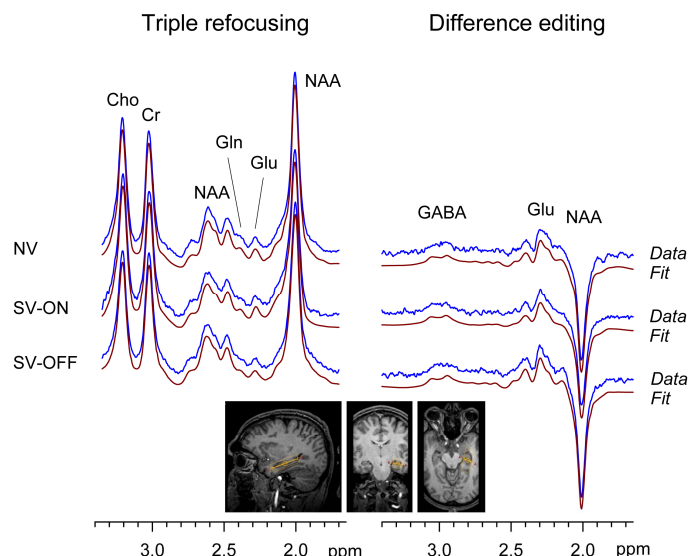 Triple refocusing
Difference editing
Cho
Cr
NAA
Gln
Glu
NAA
GABA
Glu
NAA
NV
Data
Fit
SV-ON
Data
Fit
SV-OFF
Data
Fit
3.0 2.5 2.0 ppm
3.0 2.5 2.0 ppm